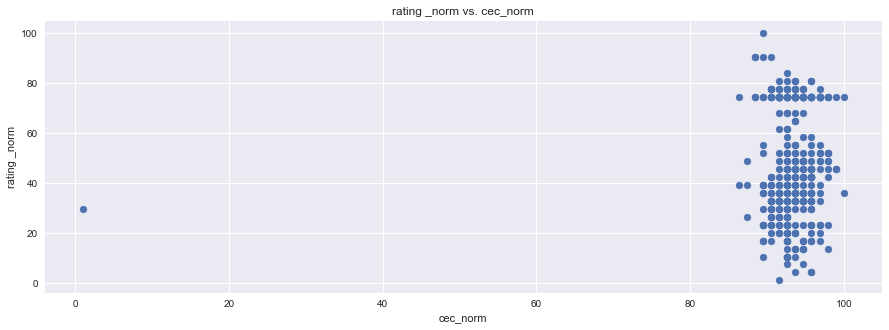 rating _norm vs. cec_norm
100
80
60
40
20
0
rating _norm
0 20 40 60 80 100
cec_norm